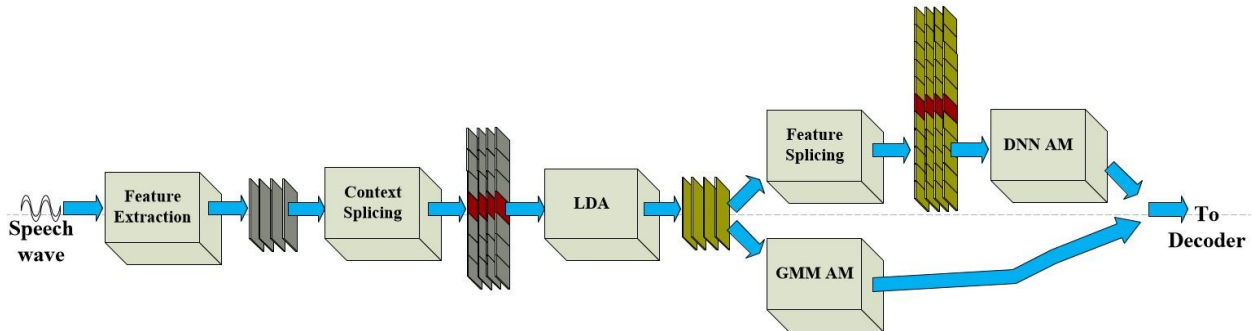 Speech
wave
Feature
Extraction
Context
Splicing
LDA
Feature
Splicing
DNN AM
GMM AM
To
Decoder